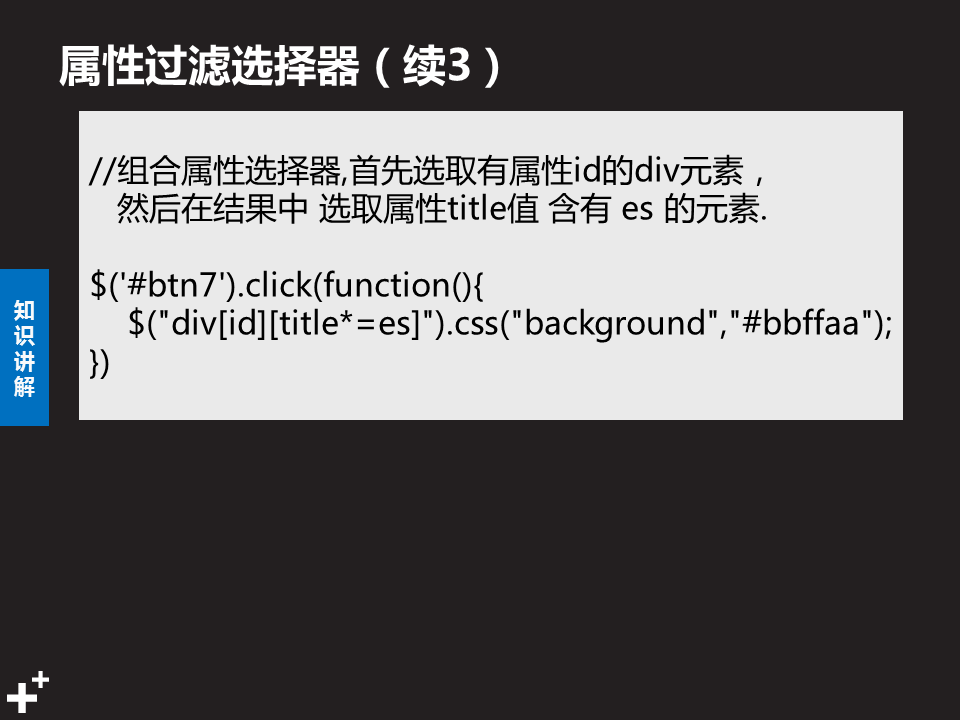 属性过滤选择器（续3）
//组合属性选择器,首先选取有属性id的div元素，
然后在结果中 选取属性title值 含有 es 的元素.
$('#btn7').click(function(){
$("div[id][title*=es]").css("background","#bbffaa");
})
知
识
讲
解